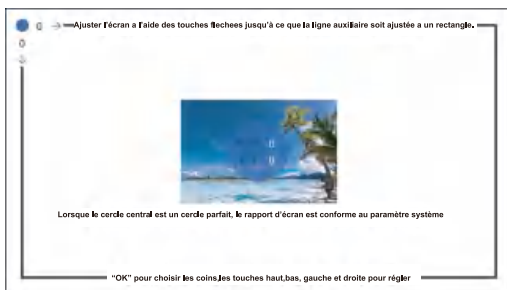 0 Ajuster l'écran a l'aide des touches flechees jusqu'à ce que la ligne auxiliaire soit ajustée a un rectangle.
0
0
0
Lorsque le cercle central est un cercle parfait, le rapport d'écran est conforme au paramètre système
"OK" pour choisir les coins,les touches haut,bas, gauche et droite pour régler